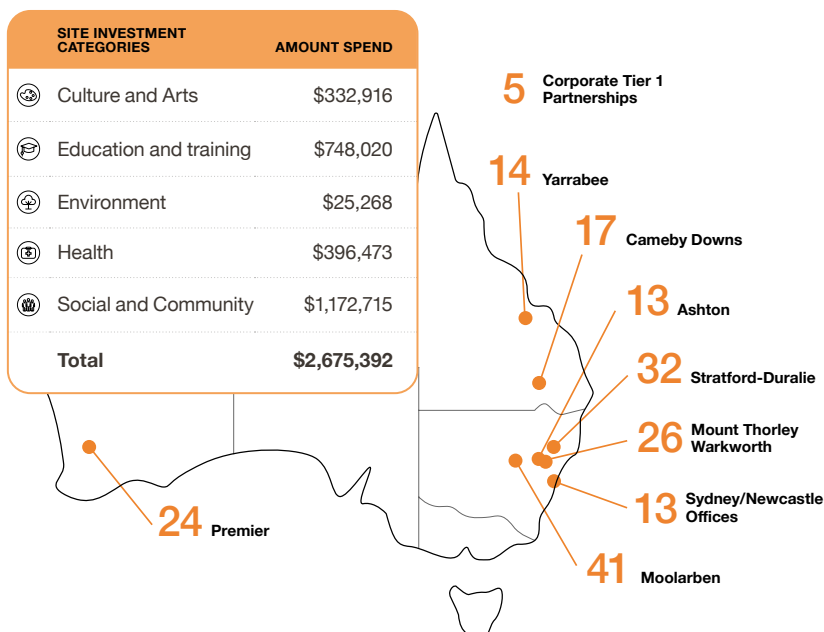 SITE INVESTMENT
CATEGORIES
AMOUNT SPEND
Culture and Arts $332,916
Education and training $748,020
Environment $25,268
Health $396,473
Social and Community $1,172,715
Total $2,675,392
5 Corporate Tier 1
Partnerships
14 Yarrabee
17 Cameby Downs
13 Ashton
32 Stratford-Duralie
26 Mount Thorley
Warkworth
13 Sydney/Newcastle
Offices
41 Moolarben
24 Premier